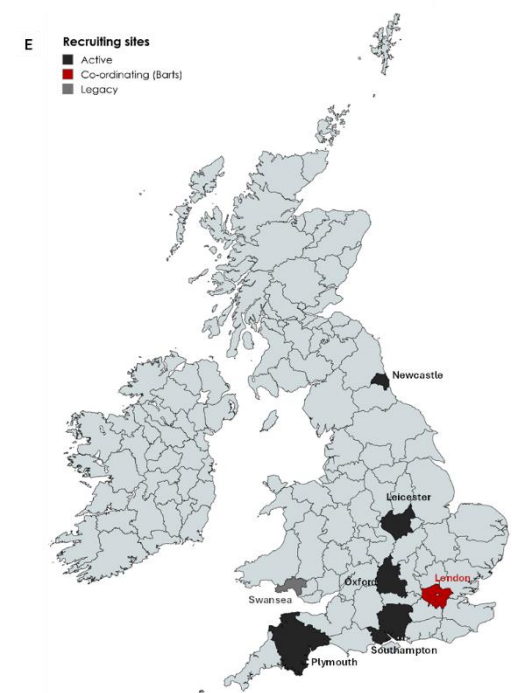 E
Recruiting sites
Active
Co-ordinating (Barts)
Legacy
Newcastle
Leicester
Oxford
London
Swansea
Southampton
Plymouth